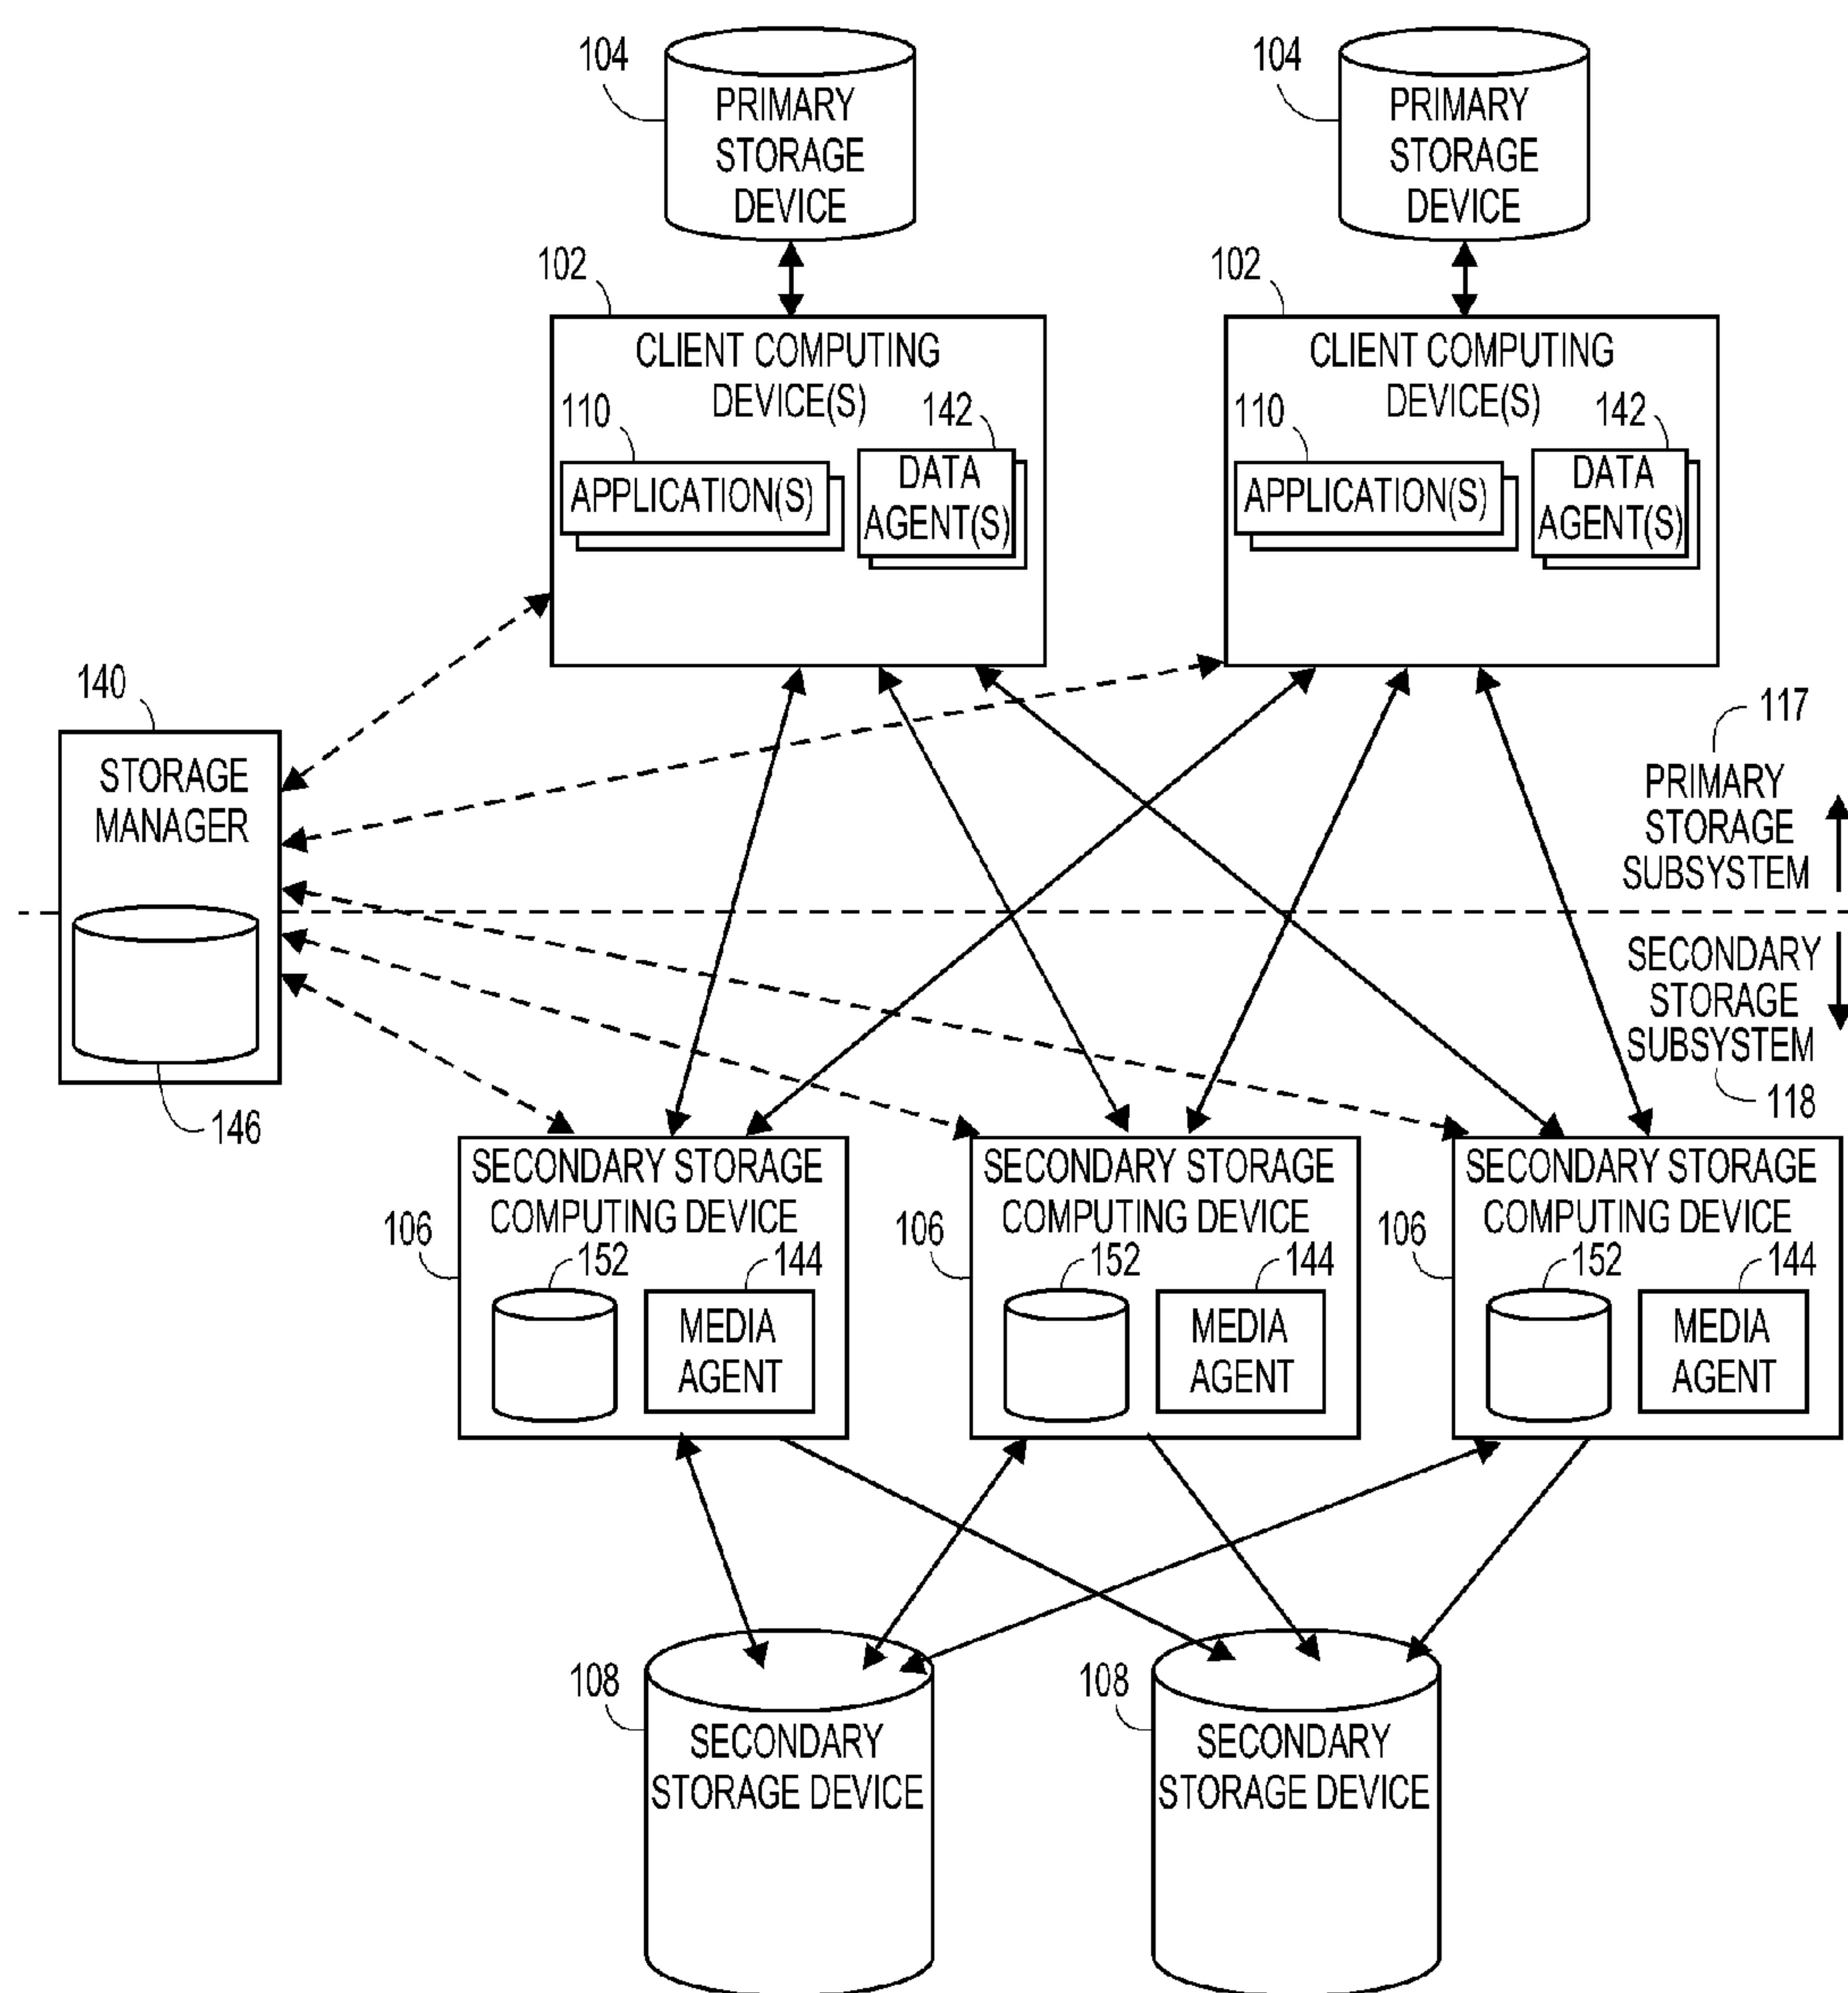 104
PRIMARY
STORAGE
DEVICE
104
PRIMARY
STORAGE
DEVICE
102
CLIENT COMPUTING
DEVICE(S)
110
142
APPLICATION(S)
DATA
AGENT(S)
102
CLIENT COMPUTING
DEVICE(S)
110
142
APPLICATION(S)
DATA
AGENT(S)
140
STORAGE
MANAGER
146
117
PRIMARY
STORAGE
SUBSYSTEM
SECONDARY
STORAGE
SUBSYSTEM
118
SECONDARY STORAGE
COMPUTING DEVICE
106
152
144
MEDIA
AGENT
SECONDARY STORAGE
COMPUTING DEVICE
106
152
144
MEDIA
AGENT
SECONDARY STORAGE
COMPUTING DEVICE
106
152
144
MEDIA
AGENT
108
SECONDARY
STORAGE DEVICE
108
SECONDARY
STORAGE DEVICE